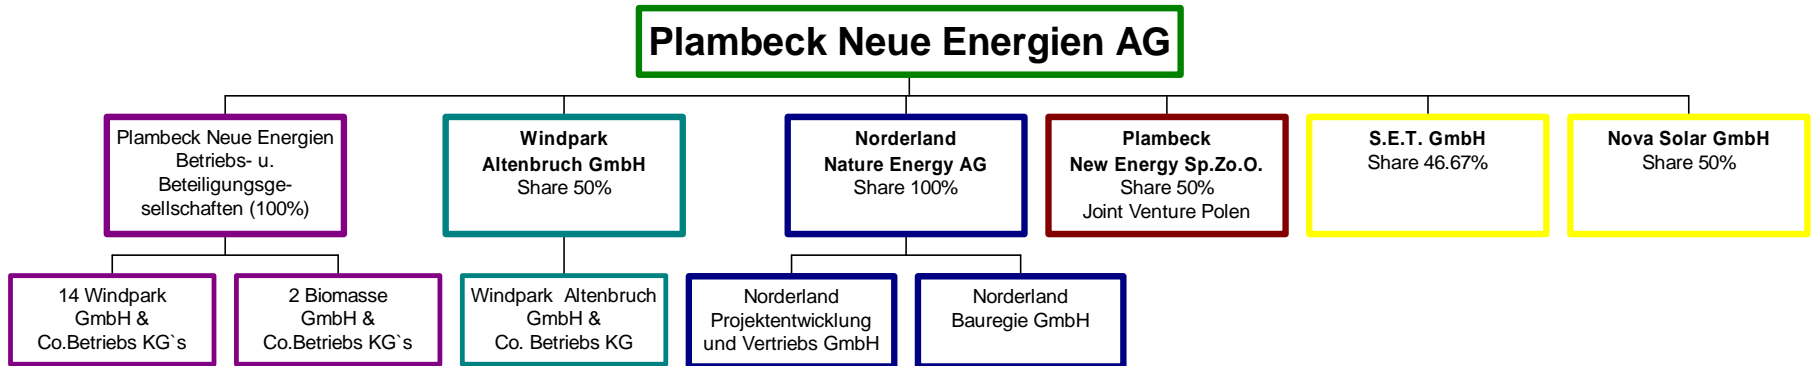 Plambeck Neue Energien AG
Plambeck Neue Energien
Betriebs- u.
Beteiligungsge-
sellschaften (100%)
Windpark
Altenbruch GmbH
Share 50%
Norderland
Nature Energy AG
Share 100%
Plambeck
New Energy Sp.Zo.O.
Share 50%
Joint Venture Polen
S.E.T. GmbH
Share 46.67%
Nova Solar GmbH
Share 50%
14 Windpark
GmbH &
Co.Betriebs KG`s
2 Biomasse
GmbH &
Co.Betriebs KG`s
Windpark Altenbruch
GmbH &
Co. Betriebs KG
Norderland
Projektentwicklung
und Vertriebs GmbH
Norderland
Bauregie GmbH